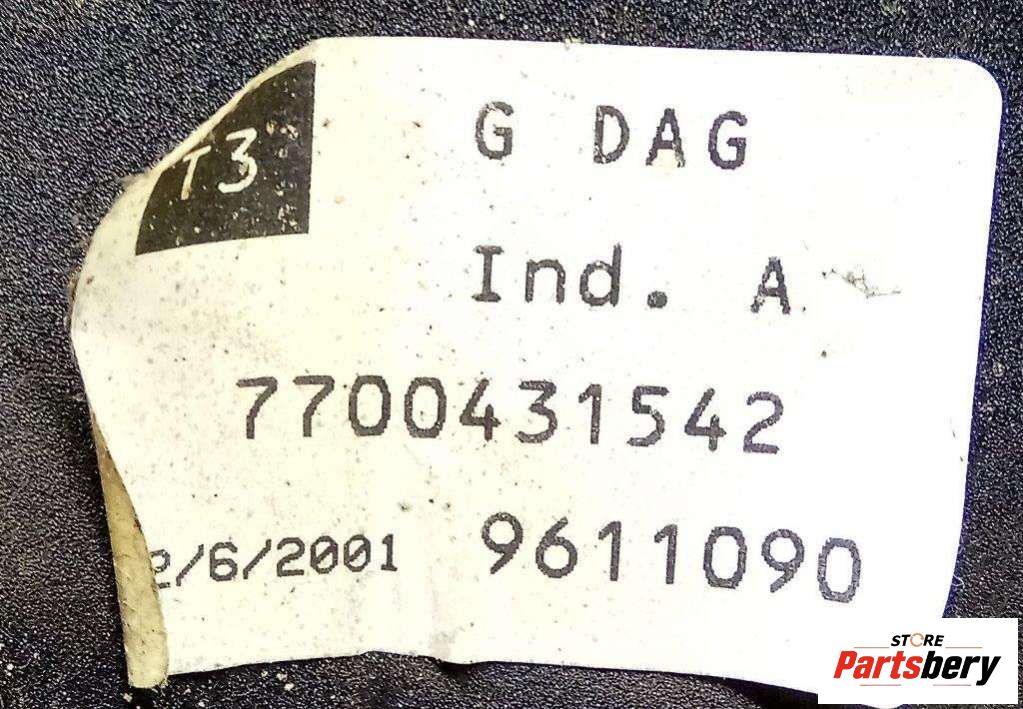 T3
G DAG
Ind. A
7700431542
2/6/2001 9611090
STORE
Partsbery